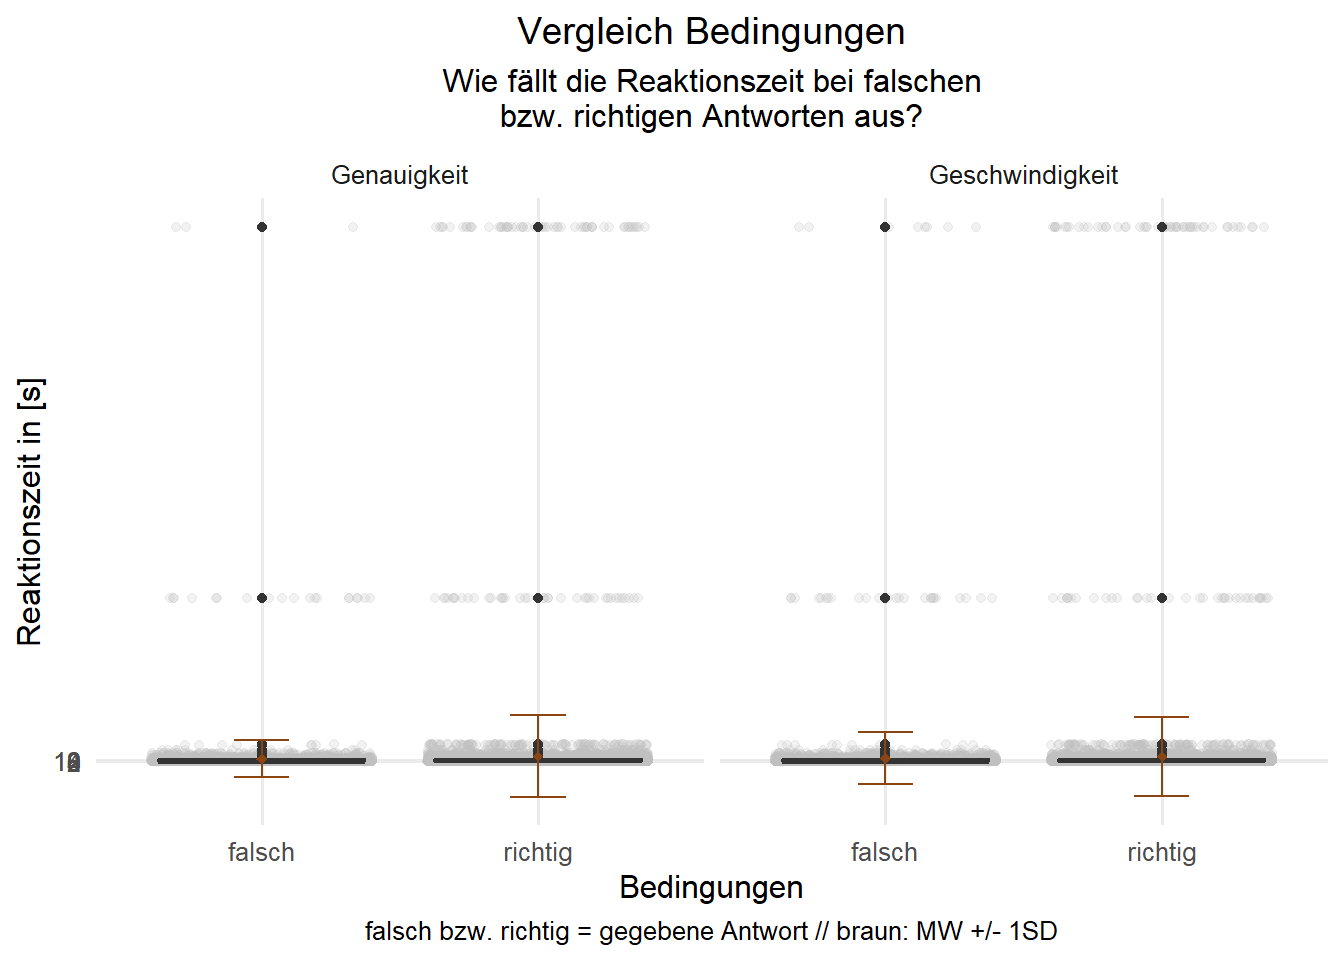 Vergleich Bedingungen
Wie fällt die Reaktionszeit bei falschen
bzw. richtigen Antworten aus?
Genauigkeit
Geschwindigkeit
Reaktionszeit in [s]
falsch
richtig
falsch
richtig
Bedingungen
falsch bzw. richtig = gegebene Antwort // braun: MW +/- 1SD